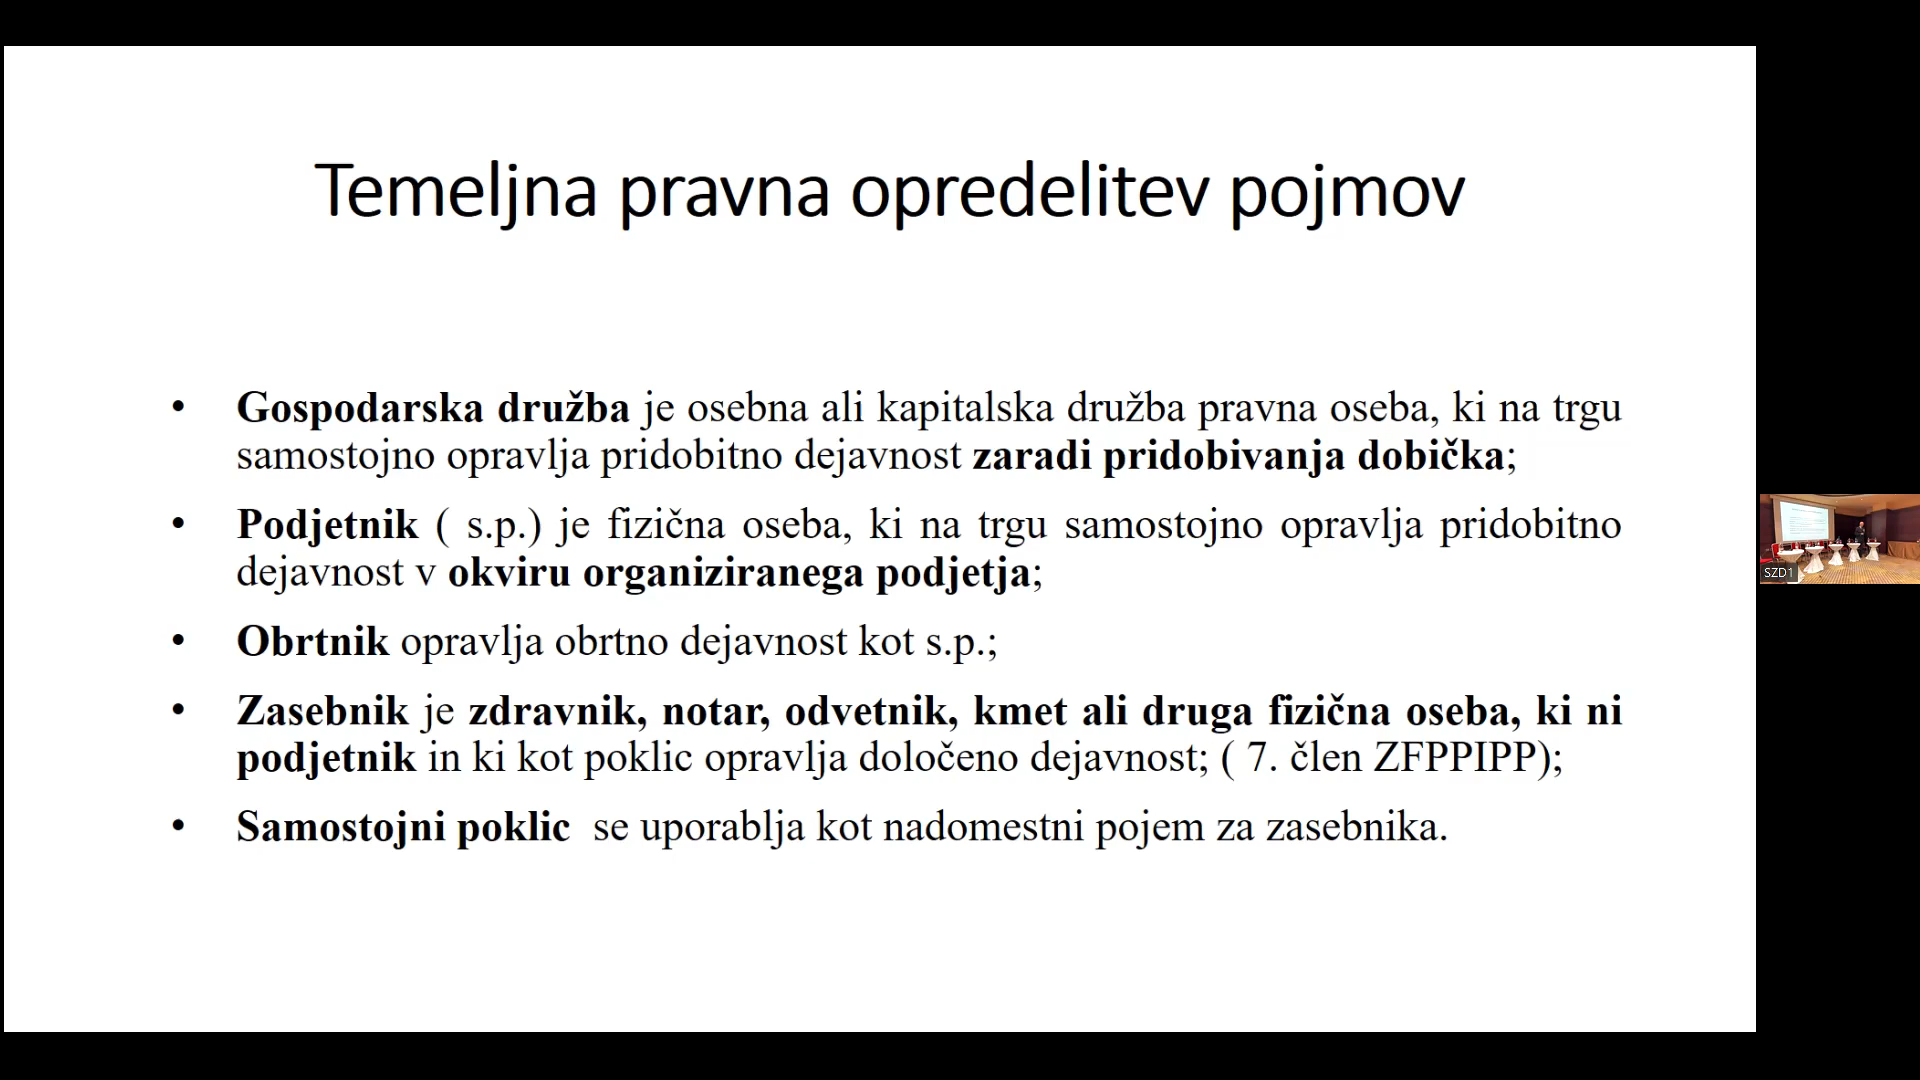 Temeljna pravna opredelitev pojmov
• Gospodarska družba je osebna ali kapitalska družba pravna oseba, ki na trgu
samostojno opravlja pridobitno dejavnost zaradi pridobivanja dobička;
• Podjetnik ( s.p.) je fizična oseba, ki na trgu samostojno opravlja pridobitno
dejavnost v okviru organiziranega podjetja;
• Obrtnik opravlja obrtno dejavnost kot s.p.;
• Zasebnik je zdravnik, notar, odvetnik, kmet ali druga fizična oseba, ki ni
podjetnik in ki kot poklic opravlja določeno dejavnost; ( 7. člen ZFPPIPP);
• Samostojni poklic se uporablja kot nadomestni pojem za zasebnika.
SZD1